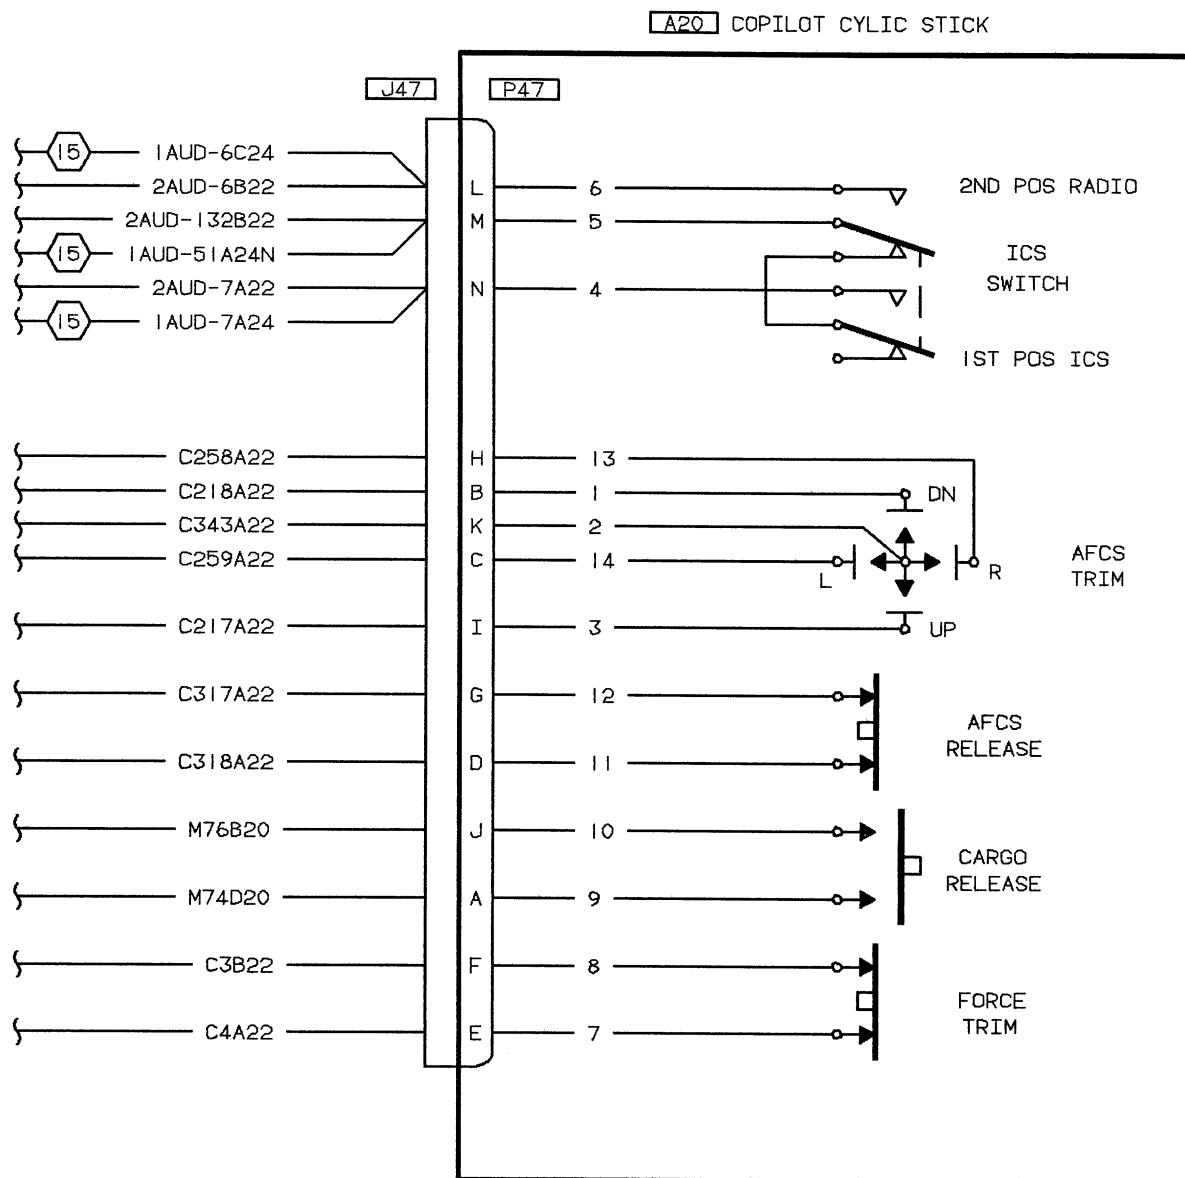 A20 COPILOT CYLIC STICK
J47 P47
15 1AUD-6C24
2AUD-6B22 L 6 2ND POS RADIO
2AUD-132B22 M 5
15 1AUD-51A24N ICS
SWITCH
2AUD-7A22 N 4
15 1AUD-7A24
1ST POS ICS
C258A22 H 13
C218A22 B 1 DN
C343A22 K 2
C259A22 C 14 L R AFCS
TRIM
C217A22 I 3 UP
C317A22 G 12
AFCS
RELEASE
C318A22 D 11
M76B20 J 10
CARGO
RELEASE
M74D20 A 9
C3B22 F 8
FORCE
TRIM
C4A22 E 7